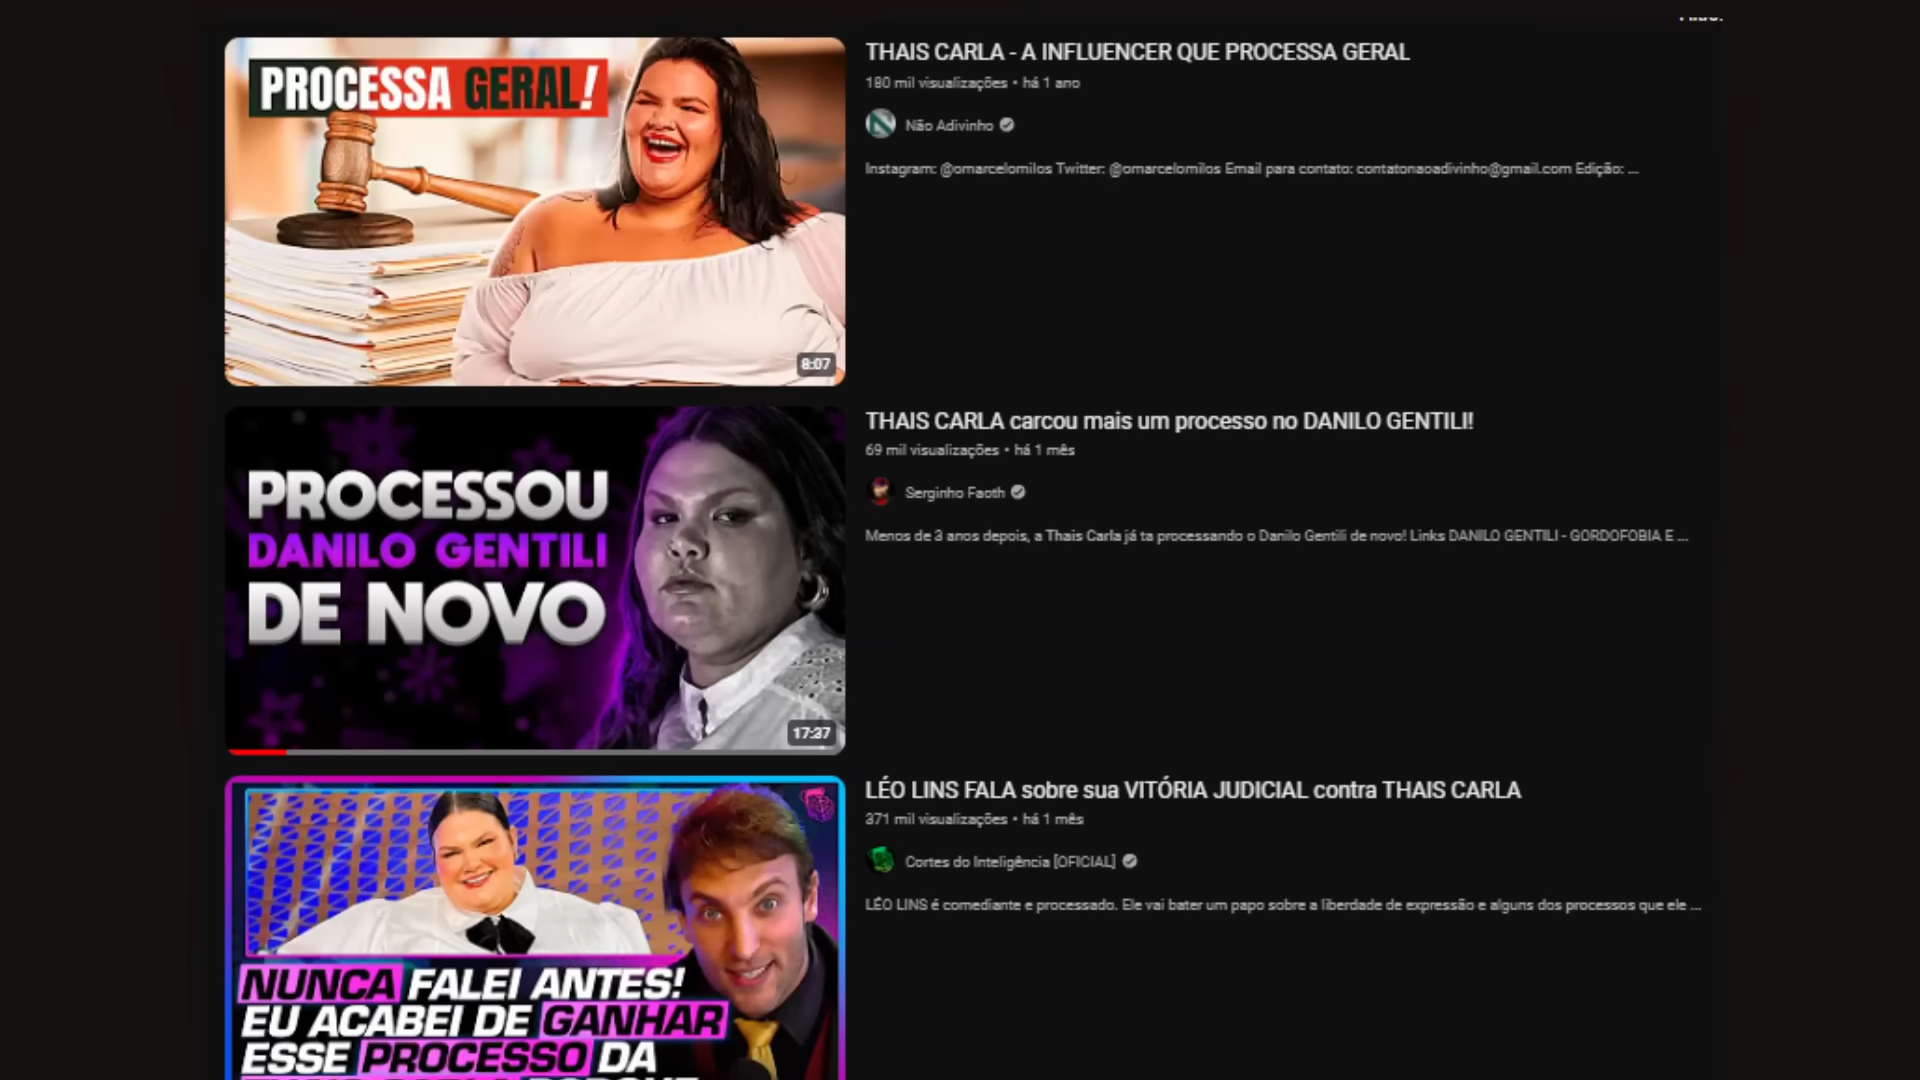 PROCESSA GERAL!
8:07
THAIS CARLA - A INFLUENCER QUE PROCESSA GERAL
180 mil visualizações • há 1 ano
Não Adivinho
Instagram: @omarcelomilos Twitter: @omarcelomilos Email para contato: contatonaoadivinho@gmail.com Edição: ...
PROCESSOU
DANILO GENTILI
DE NOVO
17:37
THAIS CARLA carcou mais um processo no DANILO GENTILI!
69 mil visualizações • há 1 mês
Serginho Faoth
Menos de 3 anos depois, a Thais Carla já ta processando o Danilo Gentili de novo! Links DANILO GENTILI - GORDOFOBIA E ...
NUNCA FALEI ANTES!
EU ACABEI DE GANHAR
ESSE PROCESSO DA
LÉO LINS FALA sobre sua VITÓRIA JUDICIAL contra THAIS CARLA
371 mil visualizações • há 1 mês
Cortes do Inteligência [OFICIAL]
LÉO LINS é comediante e processado. Ele vai bater um papo sobre a liberdade de expressão e alguns dos processos que ele ...